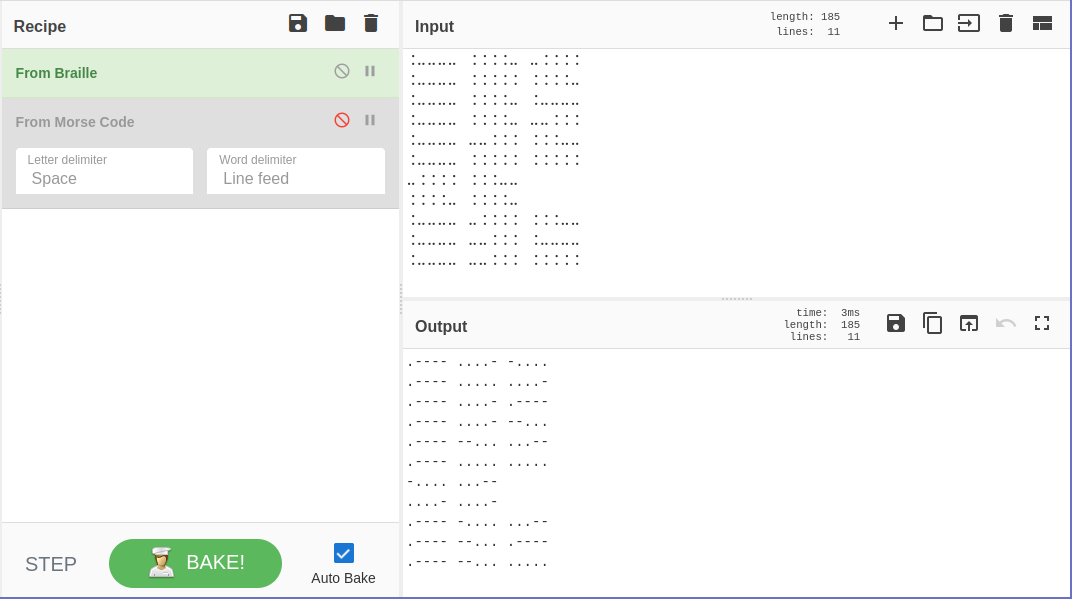 Recipe
Input
length: 185
lines: 11
From Braille
From Morse Code
Letter delimiter
Space
Word delimiter
Line feed
⠨⠤⠤⠤⠤⠀⠨⠨⠨⠨⠤⠀⠤⠨⠨⠨⠨
⠨⠤⠤⠤⠤⠀⠨⠨⠨⠨⠨⠀⠨⠨⠨⠨⠤
⠨⠤⠤⠤⠤⠀⠨⠨⠨⠨⠤⠀⠨⠤⠤⠤⠤
⠨⠤⠤⠤⠤⠀⠨⠨⠨⠨⠤⠀⠤⠤⠨⠨⠨
⠨⠤⠤⠤⠤⠀⠤⠤⠨⠨⠨⠀⠨⠨⠨⠤⠤
⠨⠤⠤⠤⠤⠀⠨⠨⠨⠨⠨⠀⠨⠨⠨⠨⠨
⠤⠨⠨⠨⠨⠀⠨⠨⠨⠤⠤
⠨⠨⠨⠨⠤⠀⠨⠨⠨⠨⠤
⠨⠤⠤⠤⠤⠀⠤⠨⠨⠨⠨⠀⠨⠨⠨⠤⠤
⠨⠤⠤⠤⠤⠀⠤⠤⠨⠨⠨⠀⠨⠤⠤⠤⠤
⠨⠤⠤⠤⠤⠀⠤⠤⠨⠨⠨⠀⠨⠨⠨⠨⠨
Output
time: 3ms
length: 185
lines: 11
.---- ....- -....
.---- ..... ....-
.---- ....- .----
.---- ....- --...
.---- --... ...--
.---- ..... .....
-.... ...--
....- ....-
.---- -.... ...--
.---- --... .----
.---- --... .....
STEP
BAKE!
Auto Bake